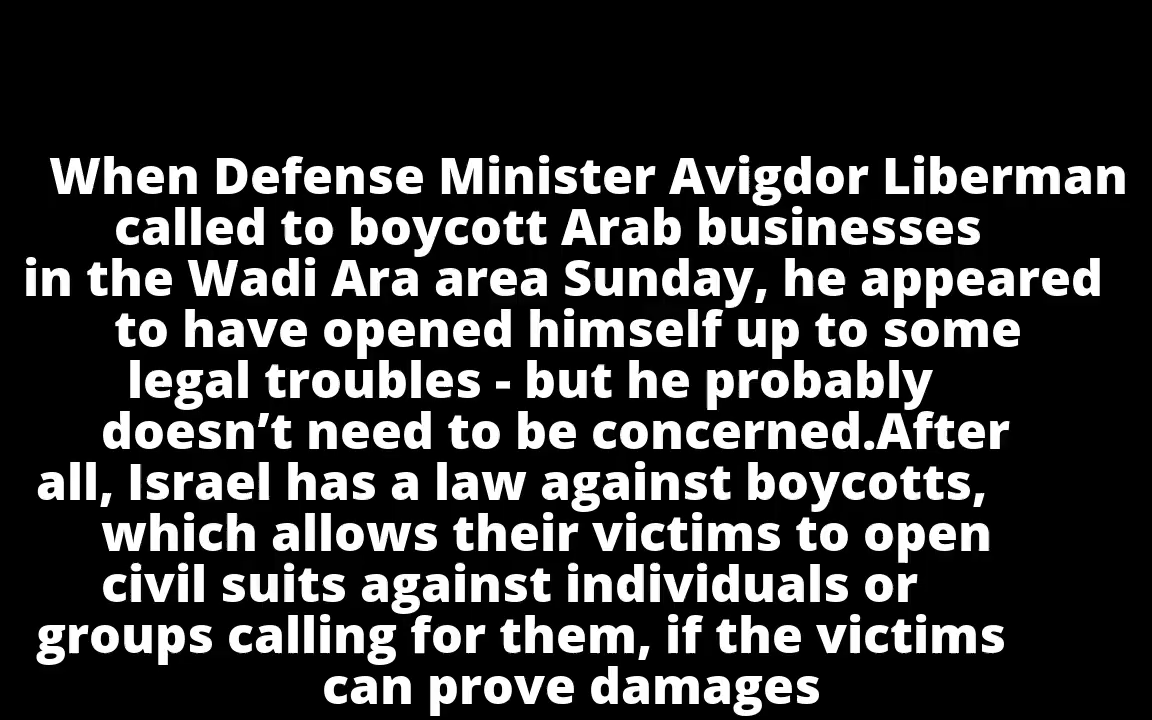 When Defense Minister Avigdor Liberman
called to boycott Arab businesses
in the Wadi Ara area Sunday, he appeared
to have opened himself up to some
legal troubles - but he probably
doesn’t need to be concerned.After
all, Israel has a law against boycotts,
which allows their victims to open
civil suits against individuals or
groups calling for them, if the victims
can prove damages